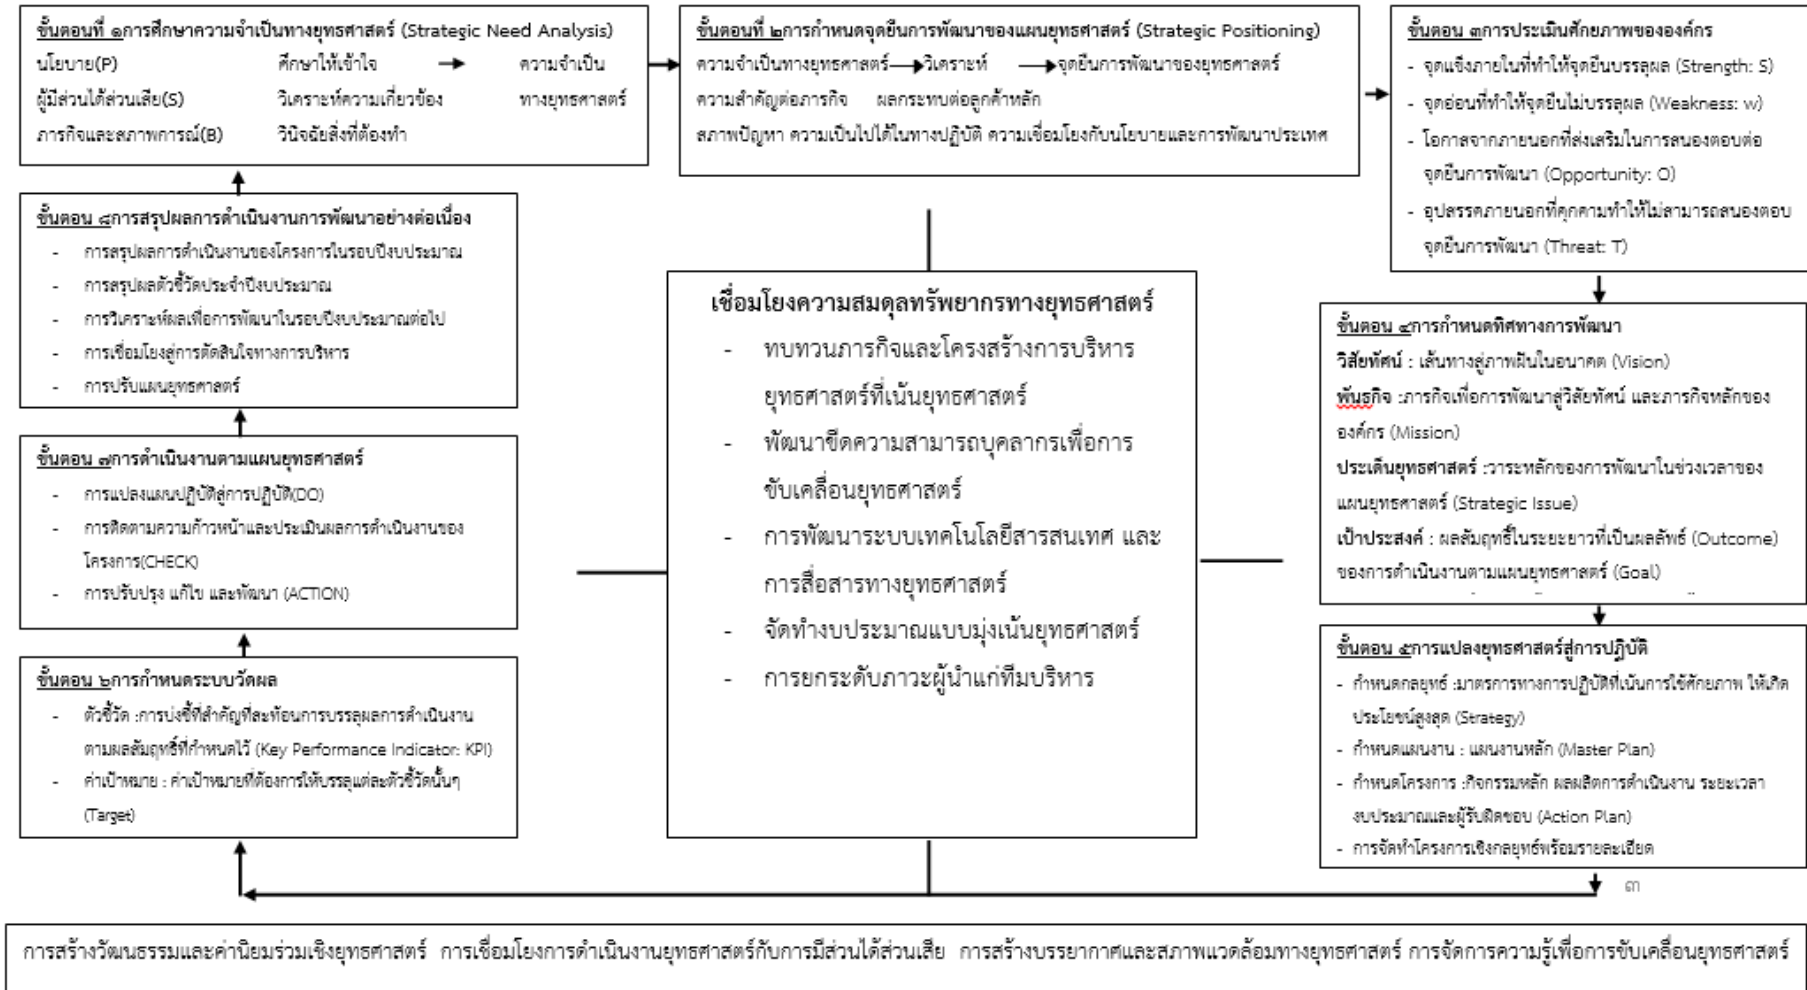 ขั้นตอนที่ ๑การศึกษาความจำเป็นทางยุทธศาสตร์ (Strategic Need Analysis)
นโยบาย(P) ศึกษาให้เข้าใจ ความจำเป็น
ผู้มีส่วนได้ส่วนเสีย(S) วิเคราะห์ความเกี่ยวข้อง ทางยุทธศาสตร์
ภารกิจและสภาพการณ์(B) วินิจฉัยสิ่งที่ต้องทำ
ขั้นตอนที่ ๒การกำหนดจุดยืนการพัฒนาของแผนยุทธศาสตร์ (Strategic Positioning)
ความจำเป็นทางยุทธศาสตร์ วิเคราะห์ จุดยืนการพัฒนาของยุทธศาสตร์
ความสำคัญต่อภารกิจ ผลกระทบต่อลูกค้าหลัก
สภาพปัญหา ความเป็นไปได้ในทางปฏิบัติ ความเชื่อมโยงกับนโยบายและการพัฒนาประเทศ
ขั้นตอน ๓การประเมินศักยภาพขององค์กร
- จุดแข็งภายในที่ทำให้จุดยืนบรรลุผล (Strength: S)
- จุดอ่อนที่ทำให้จุดยืนไม่บรรลุผล (Weakness: w)
- โอกาสจากภายนอกที่ส่งเสริมในการสนองตอบต่อ
จุดยืนการพัฒนา (Opportunity: O)
- อุปสรรคภายนอกที่คุกคามทำให้ไม่สามารถสนองตอบ
จุดยืนการพัฒนา (Threat: T)
ขั้นตอน ๔การกำหนดทิศทางการพัฒนา
วิสัยทัศน์ : เส้นทางสู่ภาพฝันในอนาคต (Vision)
พันธกิจ :ภารกิจเพื่อการพัฒนาสู่วิสัยทัศน์ และภารกิจหลักของ
องค์กร (Mission)
ประเด็นยุทธศาสตร์ :วาระหลักของการพัฒนาในช่วงเวลาของ
แผนยุทธศาสตร์ (Strategic Issue)
เป้าประสงค์ : ผลสัมฤทธิ์ในระยะยาวที่เป็นผลลัพธ์ (Outcome)
ของการดำเนินงานตามแผนยุทธศาสตร์ (Goal)
ขั้นตอน ๕การแปลงยุทธศาสตร์สู่การปฏิบัติ
- กำหนดกลยุทธ์ :มาตรการทางการปฏิบัติที่เน้นการใช้ศักยภาพ ให้เกิด
ประโยชน์สูงสุด (Strategy)
- กำหนดแผนงาน : แผนงานหลัก (Master Plan)
- กำหนดโครงการ :กิจกรรมหลัก ผลผลิตการดำเนินงาน ระยะเวลา
งบประมาณและผู้รับผิดชอบ (Action Plan)
- การจัดทำโครงการเชิงกลยุทธ์พร้อมรายละเอียด
๓
ขั้นตอน ๖การกำหนดระบบวัดผล
- ตัวชี้วัด :การบ่งชี้ที่สำคัญที่สะท้อนการบรรลุผลการดำเนินงาน
ตามผลสัมฤทธิ์ที่กำหนดไว้ (Key Performance Indicator: KPI)
- ค่าเป้าหมาย : ค่าเป้าหมายที่ต้องการให้บรรลุแต่ละตัวชี้วัดนั้นๆ
(Target)
ขั้นตอน ๗การดำเนินงานตามแผนยุทธศาสตร์
- การแปลงแผนปฏิบัติสู่การปฏิบัติ(DO)
- การติดตามความก้าวหน้าและประเมินผลการดำเนินงานของ
โครงการ(CHECK)
- การปรับปรุง แก้ไข และพัฒนา (ACTION)
ขั้นตอน ๘การสรุปผลการดำเนินงานการพัฒนาอย่างต่อเนื่อง
- การสรุปผลการดำเนินงานของโครงการในรอบปีงบประมาณ
- การสรุปผลตัวชี้วัดประจำปีงบประมาณ
- การวิเคราะห์ผลเพื่อการพัฒนาในรอบปีงบประมาณต่อไป
- การเชื่อมโยงสู่การตัดสินใจทางการบริหาร
- การปรับแผนยุทธศาสตร์
เชื่อมโยงความสมดุลทรัพยากรทางยุทธศาสตร์
- ทบทวนภารกิจและโครงสร้างการบริหาร
ยุทธศาสตร์ที่เน้นยุทธศาสตร์
- พัฒนาขีดความสามารถบุคลากรเพื่อการ
ขับเคลื่อนยุทธศาสตร์
- การพัฒนาระบบเทคโนโลยีสารสนเทศ และ
การสื่อสารทางยุทธศาสตร์
- จัดทำงบประมาณแบบมุ่งเน้นยุทธศาสตร์
- การยกระดับภาวะผู้นำแก่ทีมบริหาร
การสร้างวัฒนธรรมและค่านิยมร่วมเชิงยุทธศาสตร์ การเชื่อมโยงการดำเนินงานยุทธศาสตร์กับการมีส่วนได้ส่วนเสีย การสร้างบรรยากาศและสภาพแวดล้อมทางยุทธศาสตร์ การจัดการความรู้เพื่อการขับเคลื่อนยุทธศาสตร์